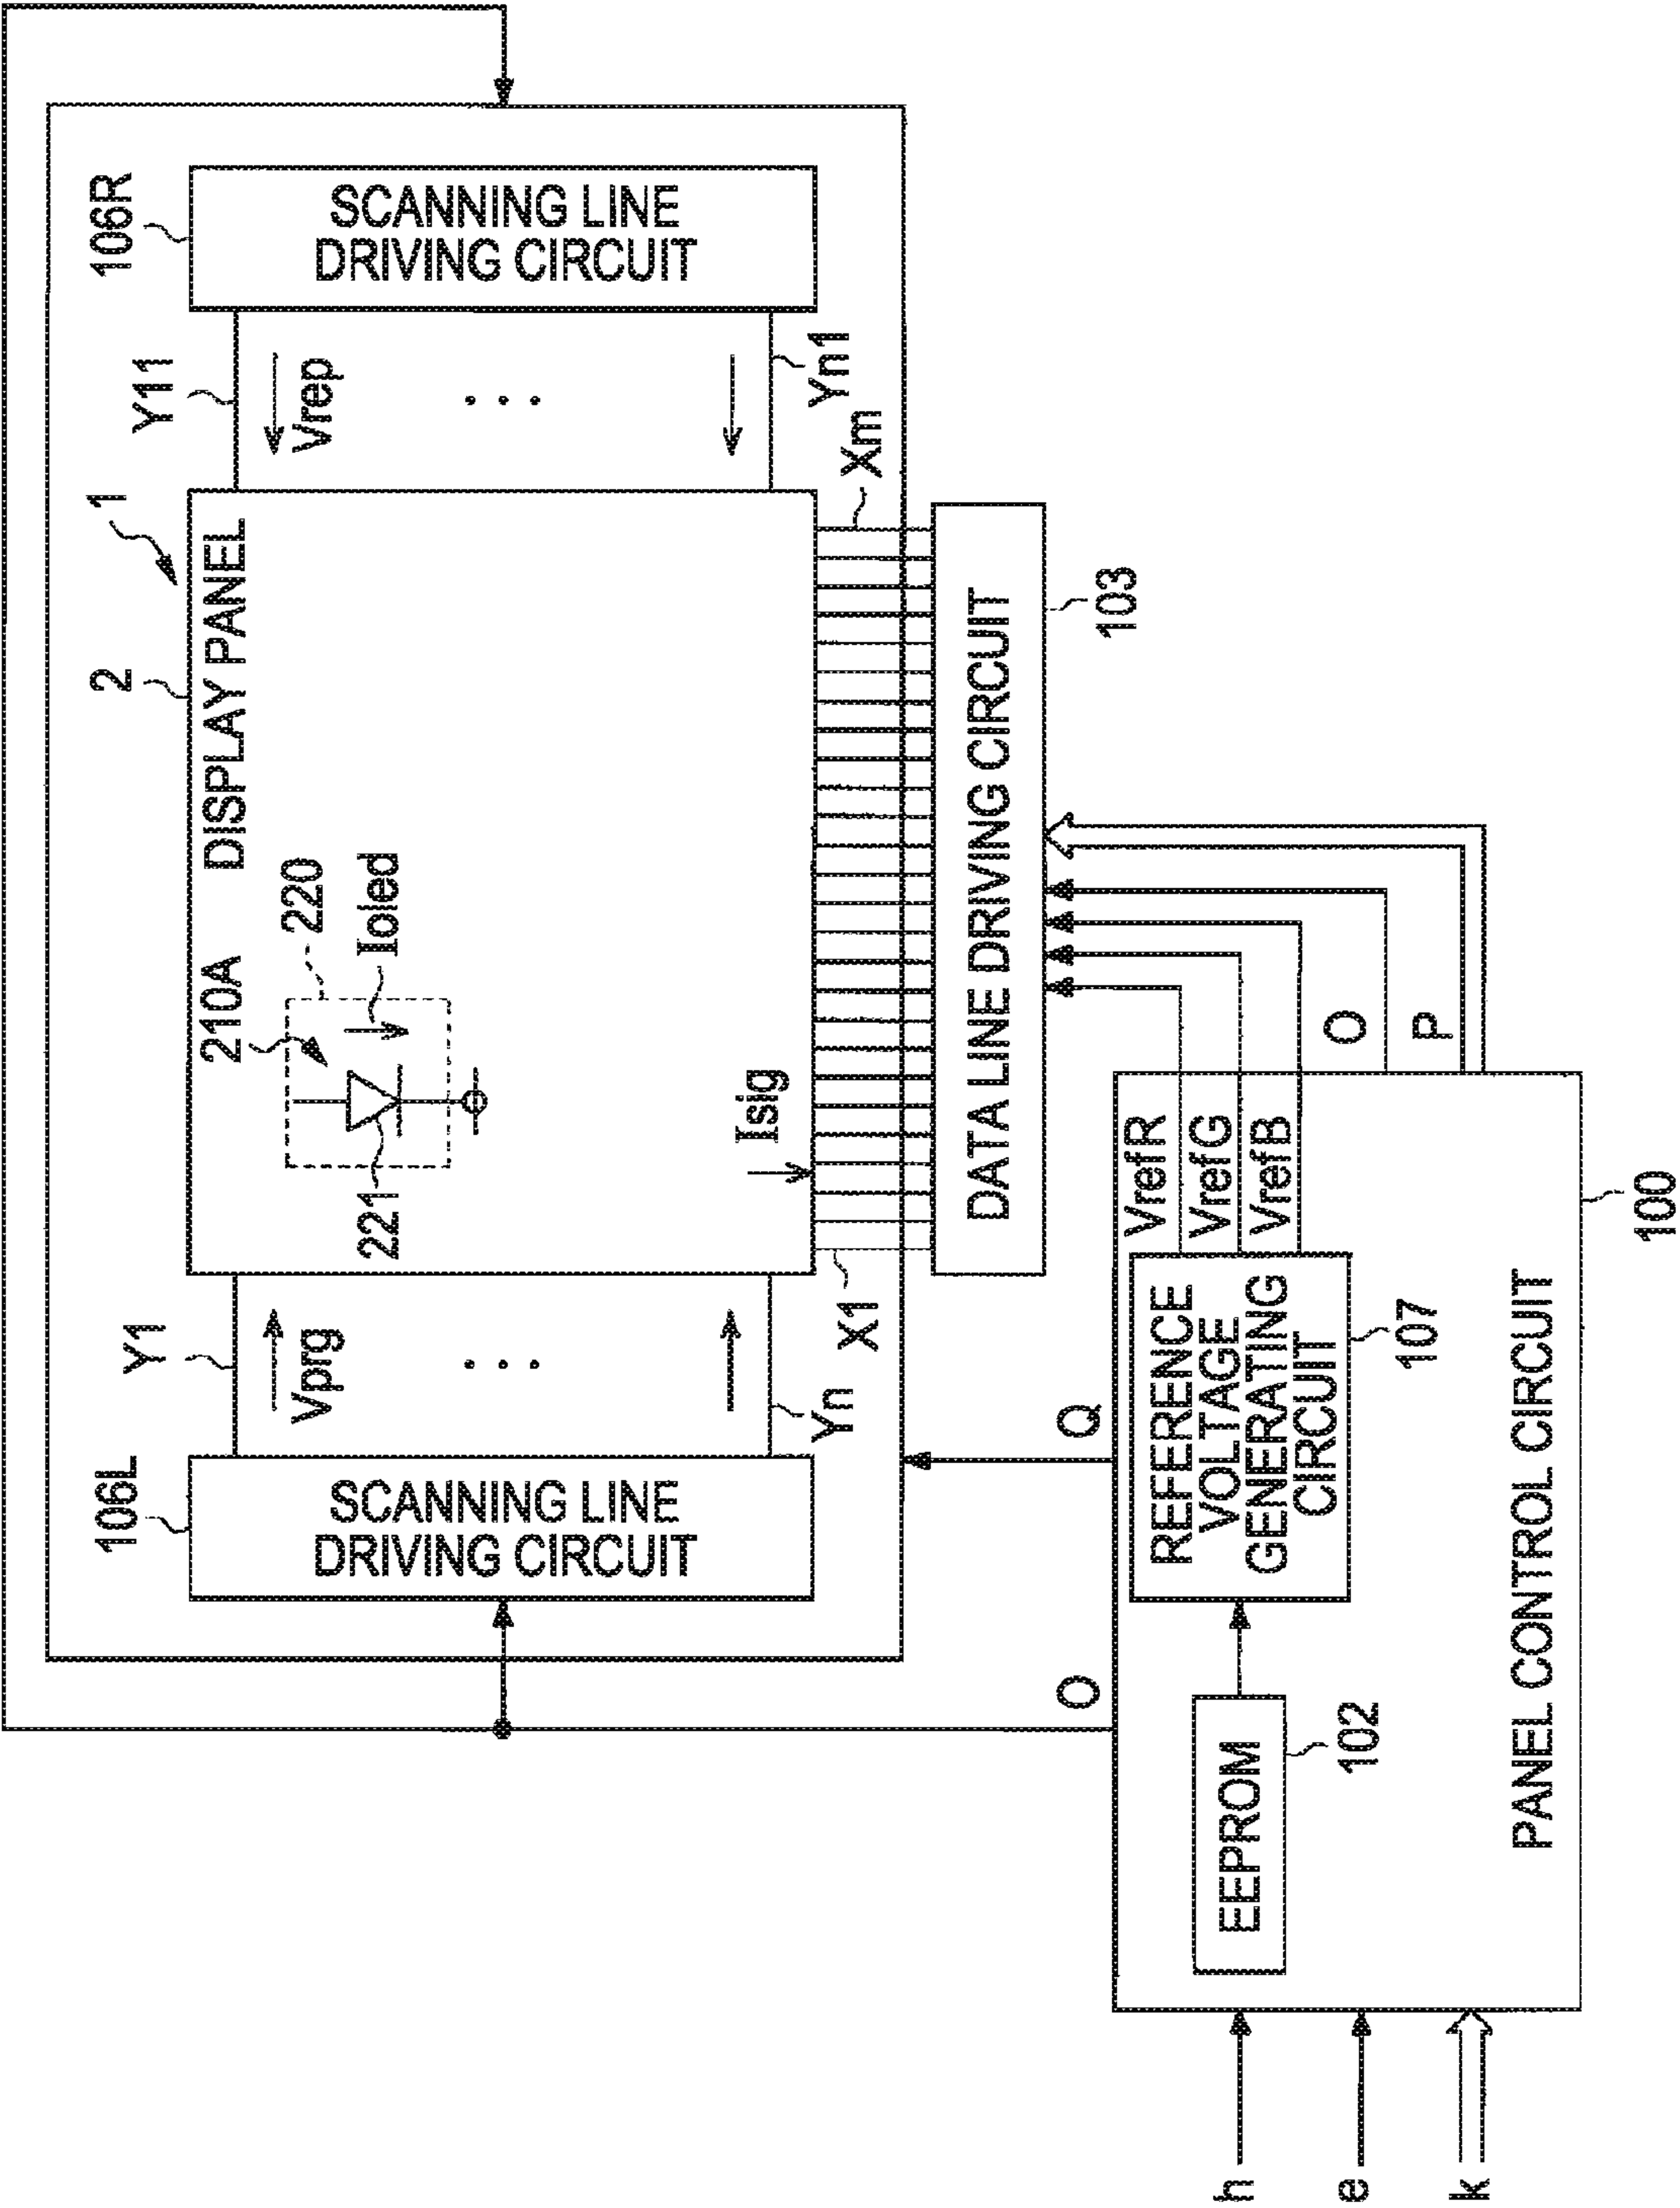 1
2
DISPLAY PANEL
106L
SCANNING LINE
DRIVING CIRCUIT
Y1
Vprg
. . .
Yn
210A
220
Ioled
221
Isig
Y11
Vrep
. . .
Yn1
106R
SCANNING LINE
DRIVING CIRCUIT
X1
Xm
DATA LINE DRIVING CIRCUIT
103
O
Q
VrefR
VrefG
VrefB
O
P
REFERENCE
VOLTAGE
GENERATING
CIRCUIT
107
EEPROM
102
PANEL CONTROL CIRCUIT
100
h
e
k